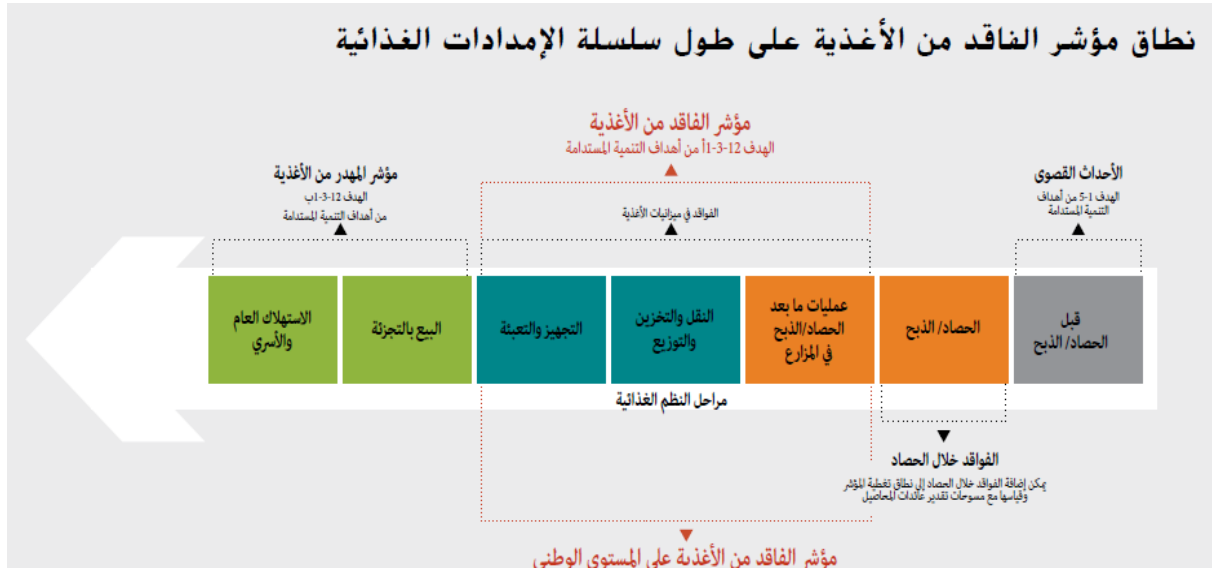 نطاق مؤشر الفاقد من الأغذية على طول سلسلة الإمدادات الغذائية
مؤشر الفاقد من الأغذية
الهدف 12-3-1أ من أهداف التنمية المستدامة
الأحداث القصوى
الهدف 1-5 من أهداف
التنمية المستدامة
الفواقد في ميزانيات الأغذية
مؤشر المهدر من الأغذية
الهدف 12-3-1ب
من أهداف التنمية المستدامة
قبل
الحصاد/ الذبح
الحصاد/ الذبح
عمليات ما بعد
الحصاد/الذبح
في المزارع
النقل والتخزين
والتوزيع
التجهيز والتعبئة
البيع بالتجزئة
الاستهلاك العام
والأسري
مراحل النظم الغذائية
الفواقد خلال الحصاد
يمكن إضافة الفواقد خلال الحصاد إلى نطاق تغطية المؤشر
وقياسها مع مسوحات تقدير عائدات المحاصيل
مؤشر الفاقد من الأغذية على المستوى الوطني